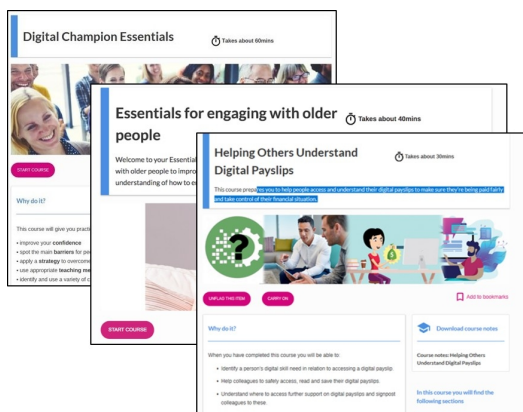 Digital Champion Essentials
Takes about 60mins
START COURSE
Why do it?
This course will give you practi
• improve your confidence
• spot the main barriers for pe
• apply a strategy to overcome
• use appropriate teaching me
• identify and use a variety of c
Essentials for engaging with older
people
Takes about 40mins
Welcome to your Essential
with older people to impro
understanding of how to e
START COURSE
Helping Others Understand
Digital Payslips
Takes about 30mins
This course prepares you to help people access and understand their digital payslips to make sure they're being paid fairly
and take control of their financial situation.
?
UNFLAG THIS ITEM
CARRY ON
Add to bookmarks
Why do it?
When you have completed this course you will be able to:
• Identify a person's digital skill need in relation to accessing a digital payslip.
• Help colleagues to safely access, read and save their digital payslips.
• Understand where to access further support on digital payslips and signpost
colleagues to these.
Download course notes
Course notes: Helping Others
Understand Digital Payslips
In this course you will find the
following sections